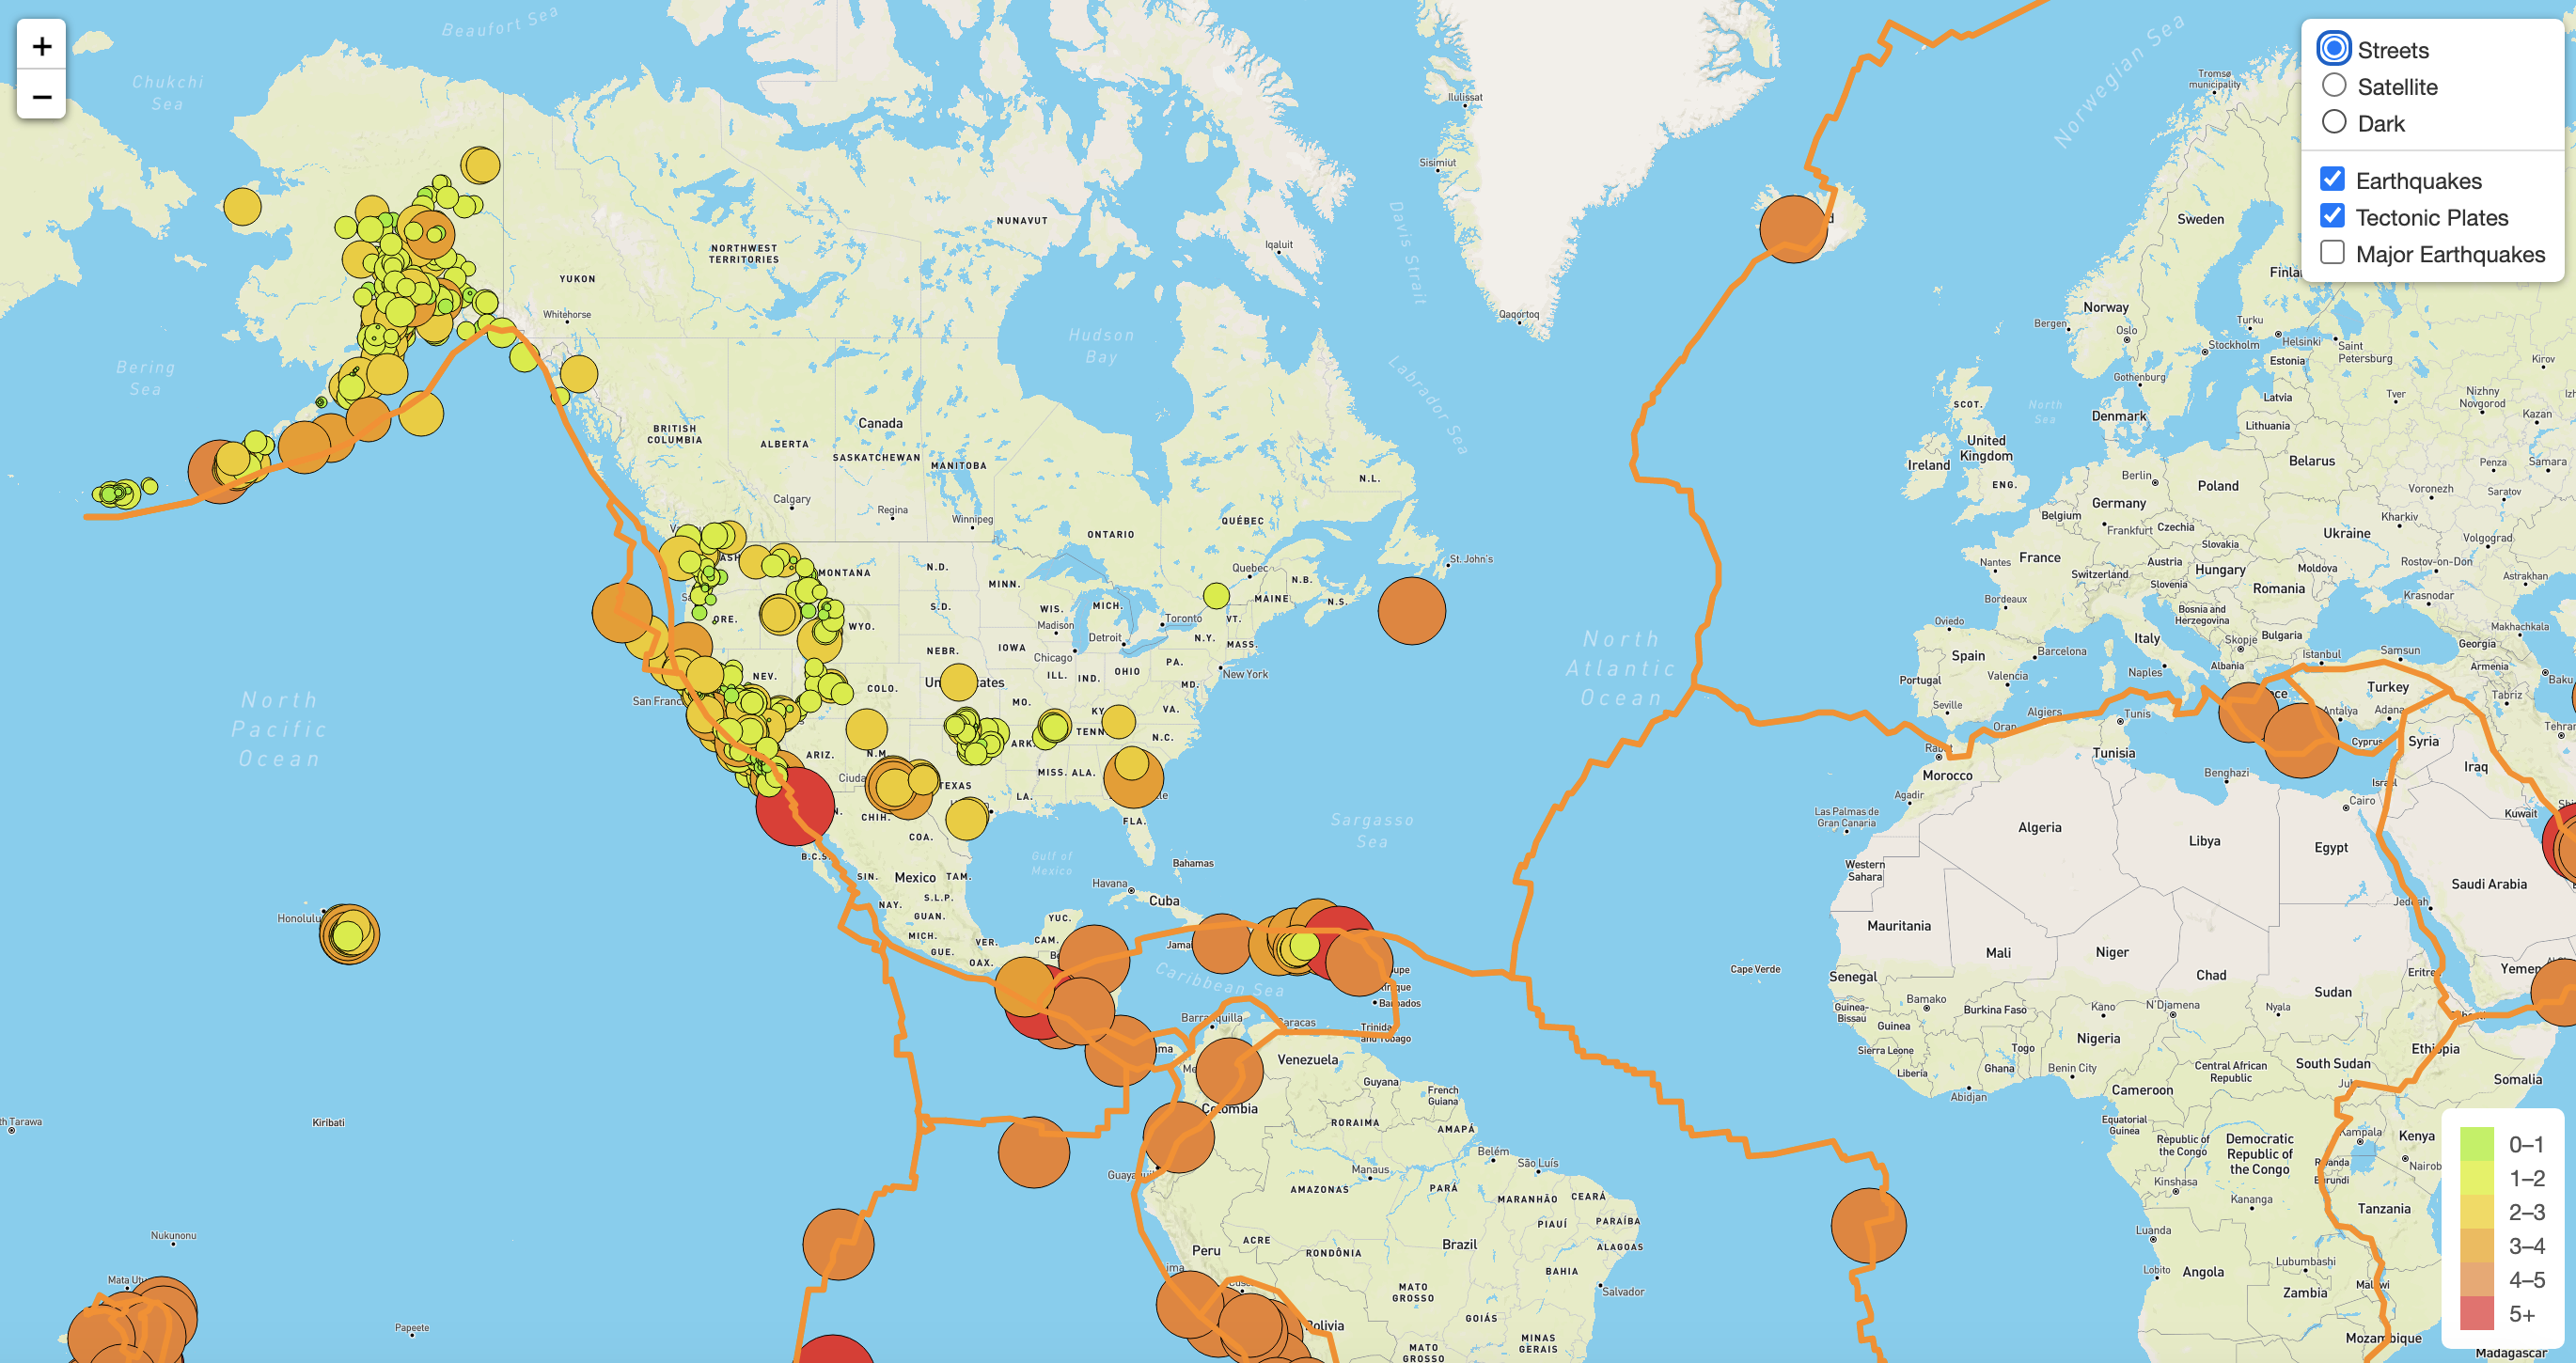 +
−
Streets
Satellite
Dark
Earthquakes
Tectonic Plates
Major Earthquakes
Beaufort Sea
Chukchi
Sea
Norwegian Sea
Tromsø
municipality
Ilulissat
Sisimiut
Davis Strait
NUNAVUT
Iqaluit
NORTHWEST
TERRITORIES
YUKON
Whitehorse
Qaqortoq
Sweden
Norway
Bergen
Oslo
Turku
Stockholm
Helsinki
Saint
Petersburg
Estonia
Kirov
Hudson
Bay
Bering
Sea
Labrador Sea
Gothenburg
Latvia
Tver
Nizhny
Novgorod
Kazan
SCOT.
North
Sea
Denmark
Lithuania
BRITISH
COLUMBIA
ALBERTA
Canada
SASKATCHEWAN
MANITOBA
United
Kingdom
Ireland
ENG.
Berlin
Belarus
Penza
Samara
Poland
Calgary
Regina
Winnipeg
N.L.
Germany
Belgium
Frankfurt
Czechia
Voronezh
Saratov
Kharkiv
ONTARIO
QUÉBEC
Ukraine
Volgograd
Slovakia
France
Nantes
Switzerland
Austria
Slovenia
Hungary
Moldova
Rostov-on-Don
Astrakhan
St. John's
MONTANA
N.D.
MINN.
Quebec
N.B.
MAINE
N.S.
Bordeaux
Romania
Krasnodar
Bosnia and
Herzegovina
S.D.
WIS.
MICH.
Madison
Toronto
VT.
Makhachkala
ORE.
WYO.
Detroit
N.Y.
MASS.
Oviedo
Italy
Skopje
Bulgaria
Georgia
NEBR.
IOWA
Chicago
PA.
North
Atlantic
Ocean
Spain
Barcelona
Naples
Albania
Istanbul
Samsun
Armenia
Baku
NEV.
COLO.
ILL.
IND.
OHIO
New York
MD.
Portugal
Valencia
Turkey
Tabriz
North
Pacific
Ocean
MO.
KY.
VA.
Seville
Algiers
Oran
Tunis
Antalya
Adana
TENN.
N.C.
ARK.
Cyprus
Syria
ARIZ.
N.M.
Rabat
Tunisia
Morocco
Benghazi
Iraq
MISS.
ALA.
TEXAS
LA.
Agadir
Cairo
Israel
Las Palmas de
Gran Canaria
Kuwait
CHIH.
FLA.
Sargasso
Sea
Algeria
Libya
Egypt
COA.
B.C.S.
Gulf of
Mexico
Bahamas
Western
Sahara
Saudi Arabia
SIN.
Mexico
TAM.
Havana
Cuba
Jeddah
NAY.
S.L.P.
GUAN.
YUC.
Honolulu
Mauritania
MICH.
VER.
CAM.
GUE.
OAX.
Mali
Niger
Chad
Cape Verde
Caribbean Sea
Senegal
Yemen
Sudan
Barbados
Guinea-
Bissau
Bamako
Burkina Faso
Kano
N'Djamena
Nyala
Barranquilla
Caracas
Trinidad
and Tobago
Guinea
Nigeria
Sierra Leone
Togo
Venezuela
Ethiopia
Liberia
Ghana
Benin City
Central African
Republic
South Sudan
Guyana
French
Guiana
Abidjan
Cameroon
Somalia
Colombia
RORAIMA
AMAPÁ
Kiribati
Equatorial
Guinea
Republic of
the Congo
Democratic
Republic of
the Congo
Kampala
Kenya
Belém
São Luís
Manaus
AMAZONAS
PARÁ
MARANHÃO
CEARÁ
Kinshasa
Kananga
Burundi
Tanzania
PIAUÍ
PARAÍBA
Nukunonu
Luanda
Peru
ACRE
RONDÔNIA
Brazil
ALAGOAS
BAHIA
Lobito
Angola
Lubumbashi
Malawi
Zambia
MATO
GROSSO
Salvador
Papeete
GOIÁS
Bolivia
MINAS
GERAIS
MATO
GROSSO
Mozambique
Madagascar
0–1
1–2
2–3
3–4
4–5
5+